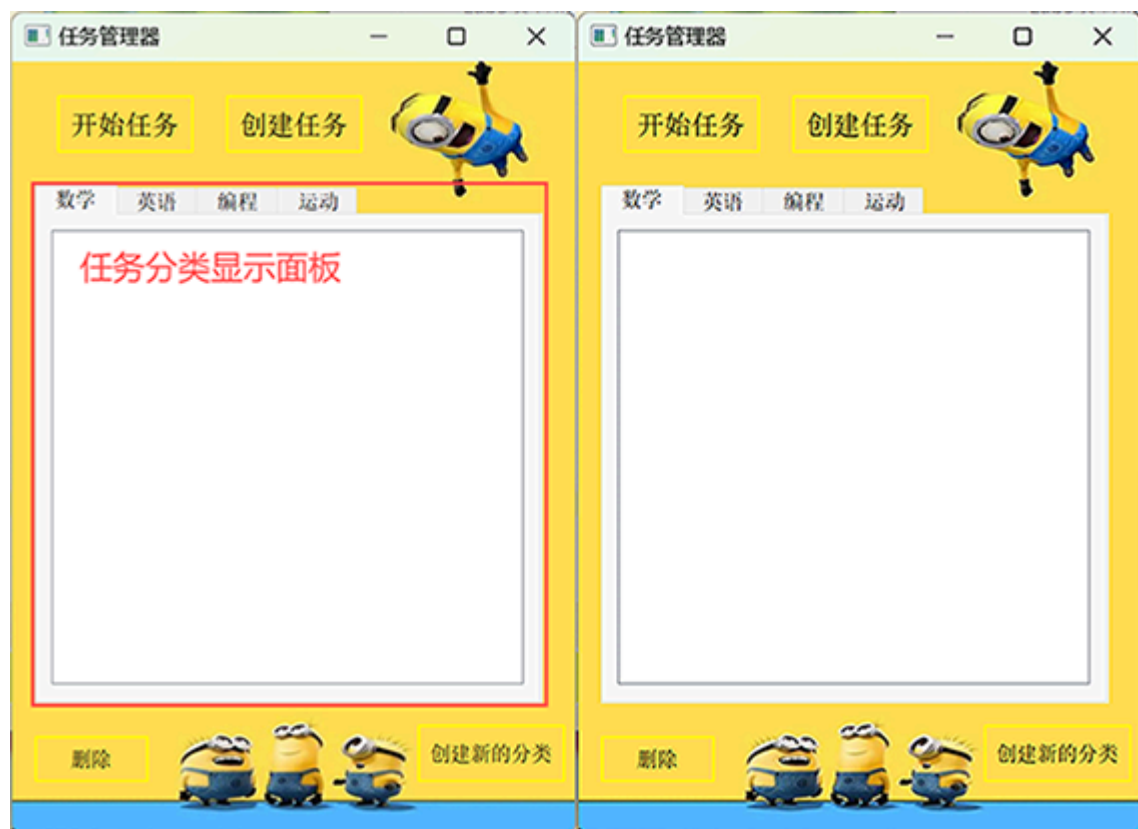 任务管理器
开始任务 创建任务
数学 英语 编程 运动
任务分类显示面板
删除 创建新的分类
任务管理器
开始任务 创建任务
数学 英语 编程 运动
删除 创建新的分类